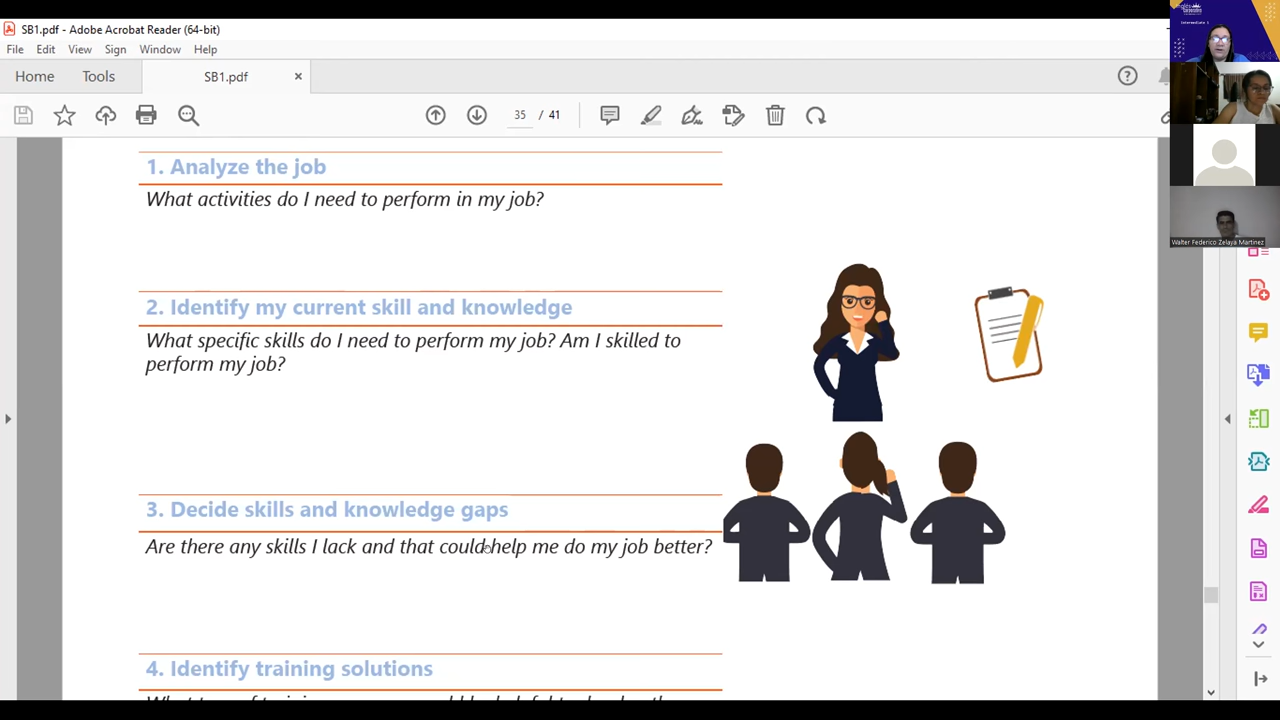 SB1.pdf - Adobe Acrobat Reader (64-bit)
File Edit View Sign Window Help
Home Tools SB1.pdf
35 / 41
Intermediate 1
Walter Federico Zelaya Martinez
1. Analyze the job
What activities do I need to perform in my job?
2. Identify my current skill and knowledge
What specific skills do I need to perform my job? Am I skilled to
perform my job?
3. Decide skills and knowledge gaps
Are there any skills I lack and that could help me do my job better?
4. Identify training solutions